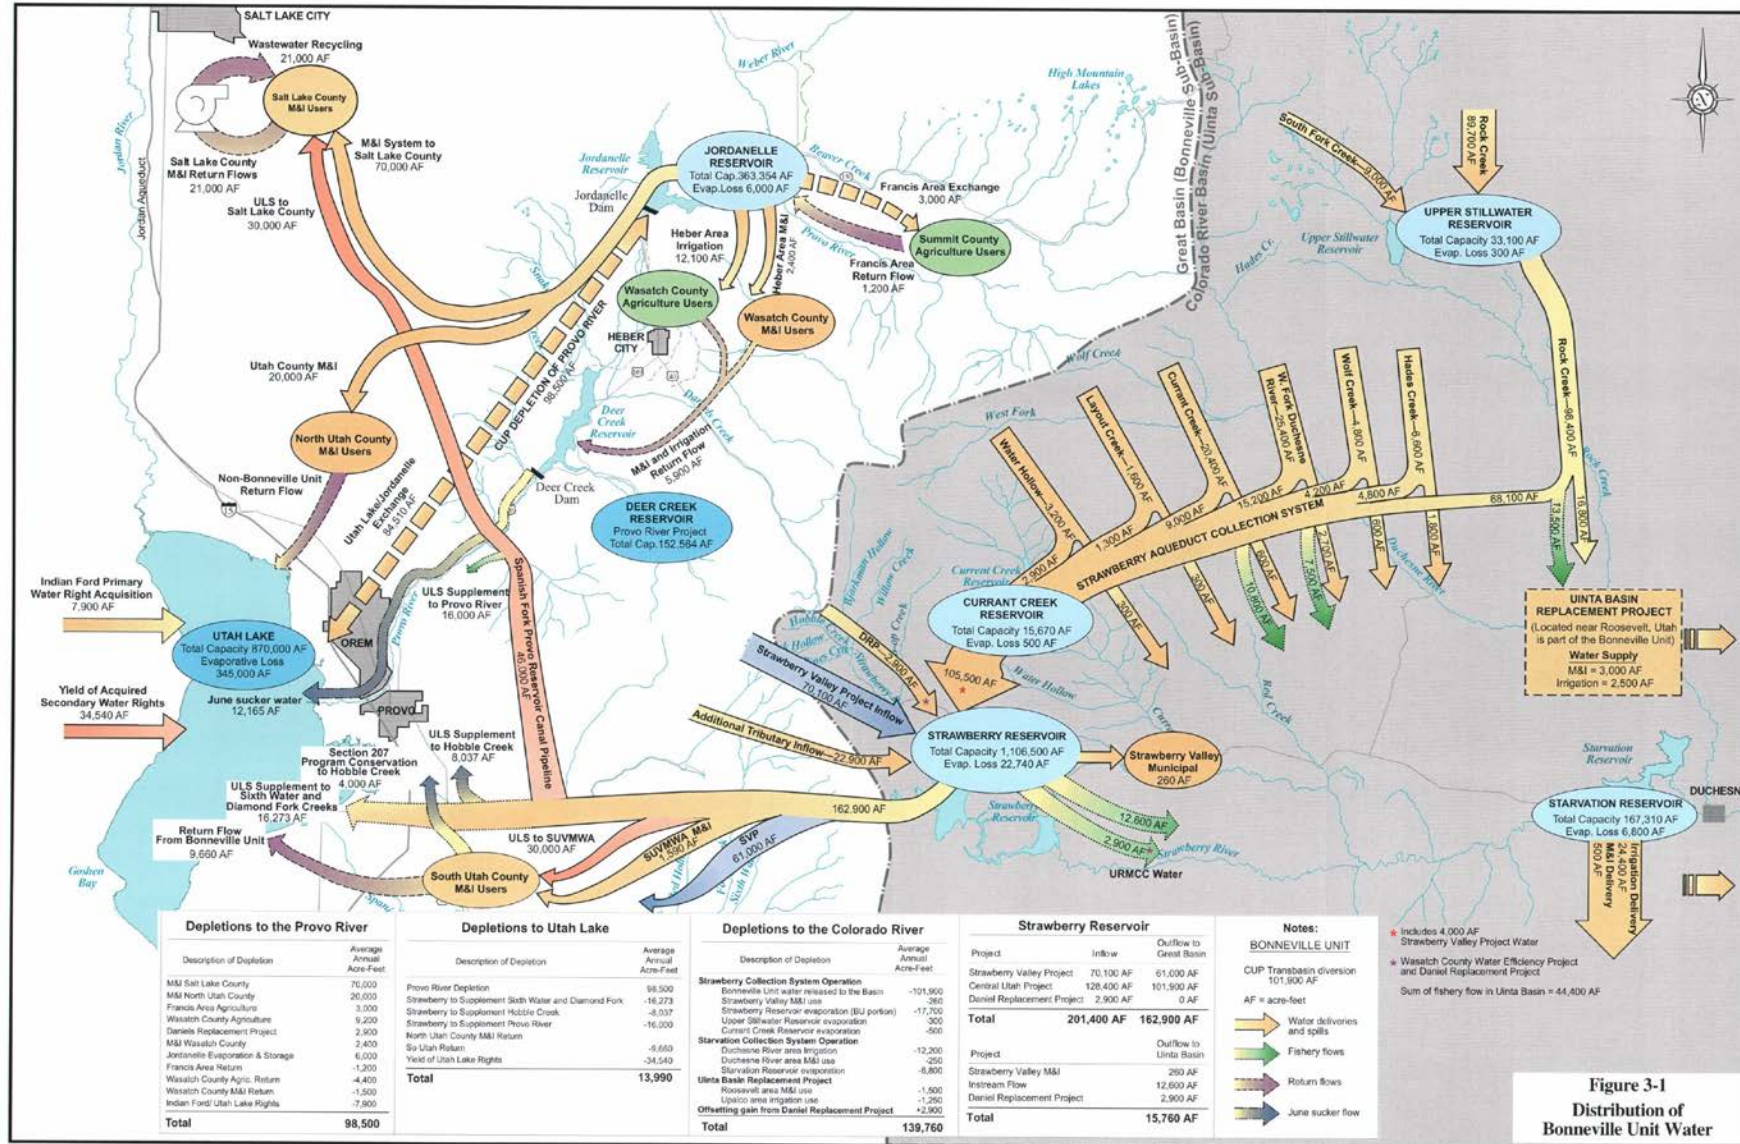 SALT LAKE CITY
Wastewater Recycling
21,000 AF
Salt Lake County
M&I Users
Salt Lake County
M&I Return Flows
21,000 AF
M&I System to
Salt Lake County
70,000 AF
ULS to
Salt Lake County
30,000 AF
Jordan River
Jordan Aqueduct
Weber River
High Mountain
Lakes
Jordanelle
Reservoir
Jordanelle
Dam
JORDANELLE
RESERVOIR
Total Cap.363,354 AF
Evap.Loss 6,000 AF
Beaver Creek
Francis Area Exchange
3,000 AF
Provo River
Francis Area
Return Flow
1,200 AF
Summit County
Agriculture Users
Heber Area
Irrigation
12,100 AF
Heber Area M&I
2,400 AF
Wasatch County
Agriculture Users
Wasatch County
M&I Users
HEBER
CITY
Great Basin (Bonneville Sub-Basin)
Colorado River Basin (Uinta Sub-Basin)
South Fork Creek—9,000 AF
Rock Creek
89,700 AF
N
UPPER STILLWATER
RESERVOIR
Total Capacity 33,100 AF
Evap. Loss 300 AF
Upper Stillwater
Reservoir
Hades Cr.
Wolf Creek
West Fork
Rock Creek—98,400 AF
Rock Creek
Utah County M&I
20,000 AF
North Utah County
M&I Users
Non-Bonneville Unit
Return Flow
15
CUP DEPLETION OF PROVO RIVER
98,500 AF
Utah Lake/Jordanelle
Exchange
84,510 AF
Deer
Creek
Reservoir
Deer Creek
Dam
M&I and Irrigation
Return Flow
5,900 AF
DEER CREEK
RESERVOIR
Provo River Project
Total Cap.152,564 AF
Water Hollow—3,200 AF
Layout Creek—1,600 AF
Currant Creek—20,400 AF
W. Fork Duchesne
River—25,400 AF
Wolf Creek—4,800 AF
Hades Creek—6,600 AF
2,900 AF
1,300 AF
9,000 AF
15,200 AF
4,200 AF
4,800 AF
68,100 AF
STRAWBERRY AQUEDUCT COLLECTION SYSTEM
300 AF
300 AF
10,800 AF
600 AF
7,500 AF
2,700 AF
600 AF
1,800 AF
13,500 AF
16,800 AF
Duchesne River
Indian Ford Primary
Water Right Acquisition
7,900 AF
UTAH LAKE
Total Capacity 870,000 AF
Evaporative Loss
345,000 AF
OREM
PROVO
Provo River
ULS Supplement
to Provo River
16,000 AF
Spanish Fork Provo Reservoir Canal Pipeline
46,000 AF
Yield of Acquired
Secondary Water Rights
34,540 AF
June sucker water
12,165 AF
Current Creek
Reservoir
CURRANT CREEK
RESERVOIR
Total Capacity 15,670 AF
Evap. Loss 500 AF
Bjorkman Hollow
Willow Creek
DRP—2,900 AF
Strawberry Valley Project Inflow
70,100 AF
105,500 AF
*
*
Water Hollow
Red Creek
UINTA BASIN
REPLACEMENT PROJECT
(Located near Roosevelt, Utah
is part of the Bonneville Unit)
Water Supply
M&I = 3,000 AF
Irrigation = 2,500 AF
Additional Tributary Inflow—22,900 AF
STRAWBERRY RESERVOIR
Total Capacity 1,106,500 AF
Evap. Loss 22,740 AF
Strawberry Valley
Municipal
260 AF
Strawberry
Reservoir
12,600 AF
2,900 AF*
Strawberry River
URMCC Water
Starvation
Reservoir
DUCHESN
STARVATION RESERVOIR
Total Capacity 167,310 AF
Evap. Loss 6,800 AF
Irrigation Delivery
24,400 AF
M&I Delivery
500 AF
ULS Supplement
to Hobble Creek
8,037 AF
Section 207
Program Conservation
to Hobble Creek
4,000 AF
ULS Supplement to
Sixth Water and
Diamond Fork Creeks
16,273 AF
Return Flow
From Bonneville Unit
9,660 AF
Goshen
Bay
162,900 AF
ULS to SUVMWA
30,000 AF
SUVMWA M&I
1,590 AF
SVP
61,000 AF
South Utah County
M&I Users
Depletions to the Provo River
Description of Depletion Average Annual Acre-Feet
M&I Salt Lake County 70,000
M&I North Utah County 20,000
Francis Area Agriculture 3,000
Wasatch County Agriculture 9,200
Daniels Replacement Project 2,900
M&I Wasatch County 2,400
Jordanelle Evaporation & Storage 6,000
Francis Area Return -1,200
Wasatch County Agric. Return -4,400
Wasatch County M&I Return -1,500
Indian Ford/ Utah Lake Rights -7,900
Total 98,500
Depletions to Utah Lake
Description of Depletion Average Annual Acre-Feet
Provo River Depletion 98,500
Strawberry to Supplement Sixth Water and Diamond Fork -16,273
Strawberry to Supplement Hobble Creek -8,037
Strawberry to Supplement Provo River -16,000
North Utah County M&I Return
So Utah Return -9,660
Yield of Utah Lake Rights -34,540
Total 13,990
Depletions to the Colorado River
Description of Depletion Average Annual Acre-Feet
Strawberry Collection System Operation
Bonneville Unit water released to the Basin -101,900
Strawberry Valley M&I use -260
Strawberry Reservoir evaporation (BU portion) -17,700
Upper Stillwater Reservoir evaporation -300
Current Creek Reservoir evaporation -500
Starvation Collection System Operation
Duchesne River area Irrigation -12,200
Duchesne River area M&I use -250
Starvation Reservoir evaporation -6,800
Uinta Basin Replacement Project
Roosevelt area M&I use -1,500
Upalco area irrigation use -1,250
Offsetting gain from Daniel Replacement Project +2,900
Total 139,760
Strawberry Reservoir
Project Inflow Outflow to Great Basin
Strawberry Valley Project 70,100 AF 61,000 AF
Central Utah Project 128,400 AF 101,900 AF
Daniel Replacement Project 2,900 AF 0 AF
Total 201,400 AF 162,900 AF
Project Outflow to Uinta Basin
Strawberry Valley M&I 260 AF
Instream Flow 12,600 AF
Daniel Replacement Project 2,900 AF
Total 15,760 AF
Notes:
BONNEVILLE UNIT
CUP Transbasin diversion
101,900 AF
AF = acre-feet
Water deliveries
and spills
Fishery flows
Return flows
June sucker flow
* Includes 4,000 AF
Strawberry Valley Project Water
* Wasatch County Water Efficiency Project
and Daniel Replacement Project
Sum of fishery flow in Uinta Basin = 44,400 AF
Figure 3-1
Distribution of
Bonneville Unit Water